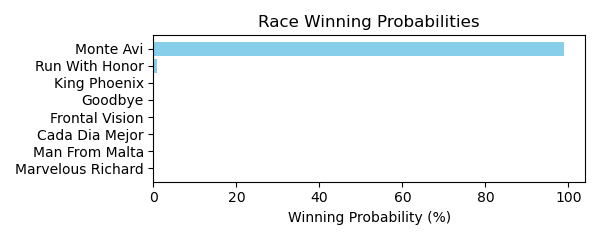 Race Winning Probabilities
Monte Avi
Run With Honor
King Phoenix
Goodbye
Frontal Vision
Cada Dia Mejor
Man From Malta
Marvelous Richard
0 20 40 60 80 100
Winning Probability (%)